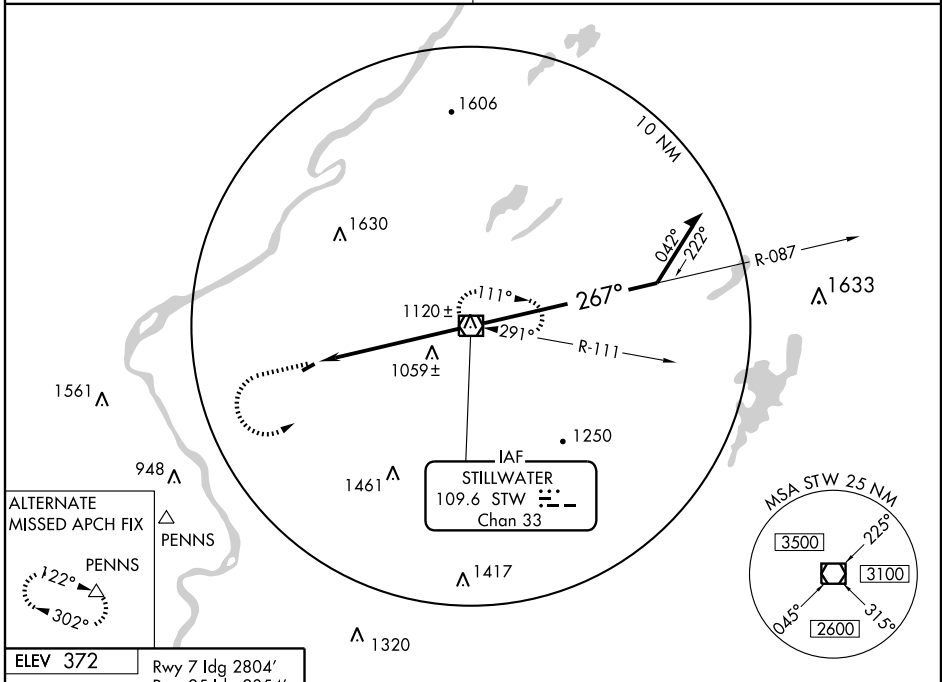 1606
10 NM
1630
042°
222°
R-087
1633
267°
111°
1120 ±
291°
R-111
1059 ±
1561
1250
948
1461
IAF
STILLWATER
109.6 STW
Chan 33
ALTERNATE
MISSED APCH FIX
PENNS
122°
302°
PENNS
1417
1320
MSA STW 25 NM
3500
225°
3100
045°
315°
2600
ELEV 372
Rwy 7 ldg 2804'